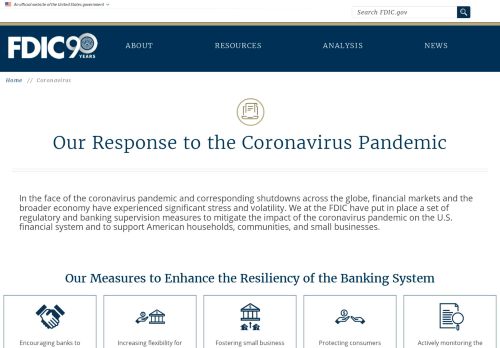 An official website of the United States government
Search FDIC.gov
FDIC 90 YEARS
ABOUT RESOURCES ANALYSIS NEWS
Home // Coronavirus
Our Response to the Coronavirus Pandemic
In the face of the coronavirus pandemic and corresponding shutdowns across the globe, financial markets and the
broader economy have experienced significant stress and volatility. We at the FDIC have put in place a set of
regulatory and banking supervision measures to mitigate the impact of the coronavirus pandemic on the U.S.
financial system and to support American households, communities, and small businesses.
Our Measures to Enhance the Resiliency of the Banking System
Encouraging banks to
Increasing flexibility for
Fostering small business
Protecting consumers
Actively monitoring the